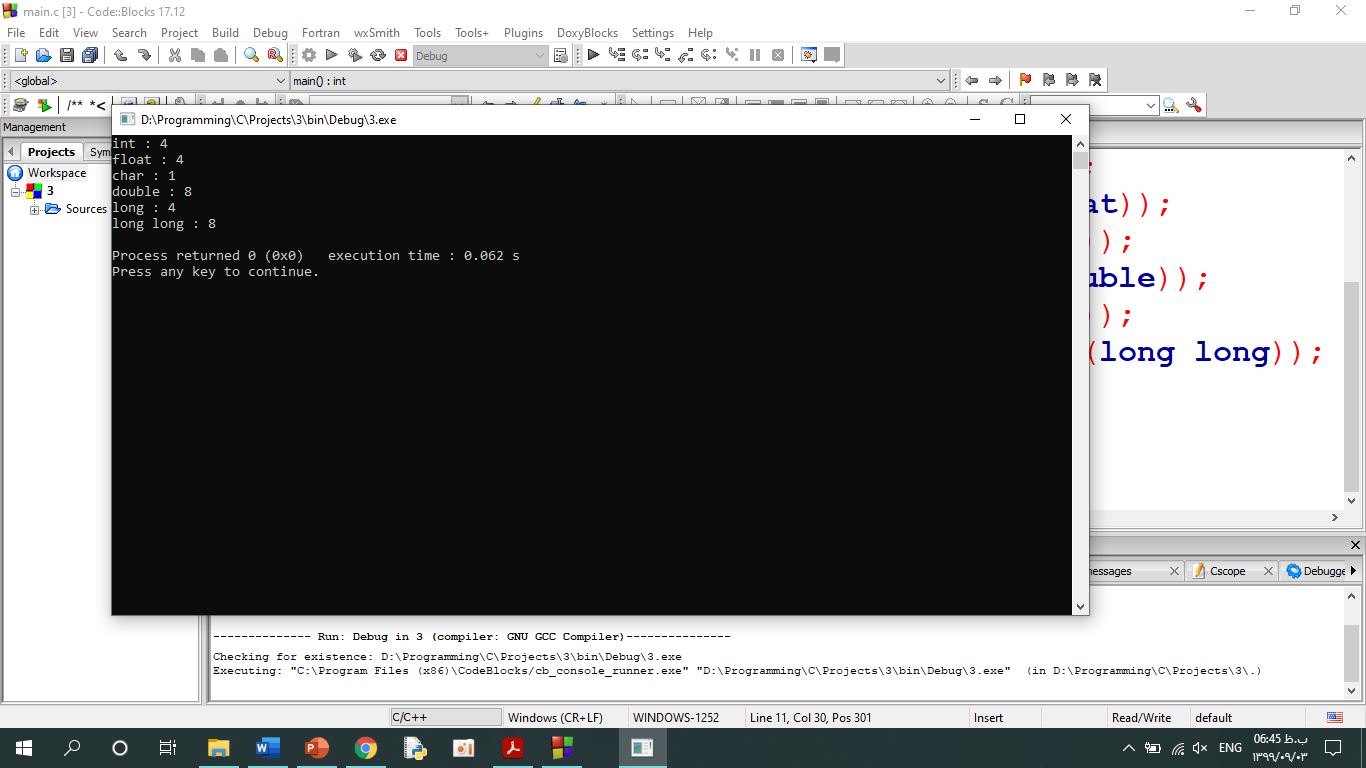 main.c [3] - Code::Blocks 17.12
File Edit View Search Project Build Debug Fortran wxSmith Tools Tools+ Plugins DoxyBlocks Settings Help
Debug
<global> main() : int
/** *<
Management
D:\Programming\C\Projects\3\bin\Debug\3.exe
Projects Sym
Workspace
3
Sources
int : 4
float : 4
char : 1
double : 8
long : 4
long long : 8
Process returned 0 (0x0) execution time : 0.062 s
Press any key to continue.
;
at));
);
uble));
);
(long long));
essages Cscope Debugge
-------------- Run: Debug in 3 (compiler: GNU GCC Compiler)---------------
Checking for existence: D:\Programming\C\Projects\3\bin\Debug\3.exe
Executing: "C:\Program Files (x86)\CodeBlocks/cb_console_runner.exe" "D:\Programming\C\Projects\3\bin\Debug\3.exe" (in D:\Programming\C\Projects\3\.)
C/C++ Windows (CR+LF) WINDOWS-1252 Line 11, Col 30, Pos 301 Insert Read/Write default
ENG
06:45 ب.ظ
۱۳۹۹/۰۹/۰۳